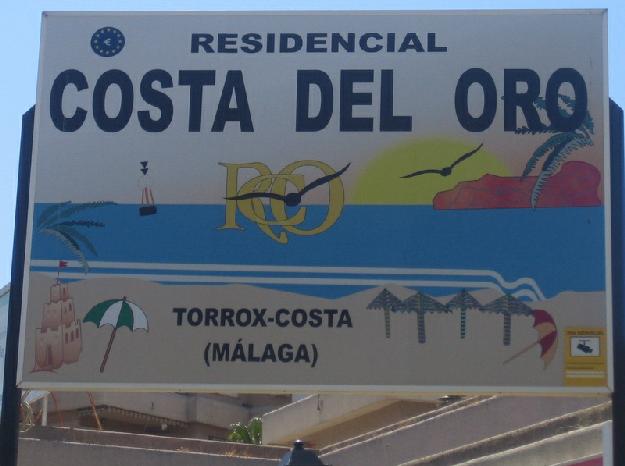 RESIDENCIAL
COSTA DEL ORO
RCO
TORROX-COSTA
(MÁLAGA)